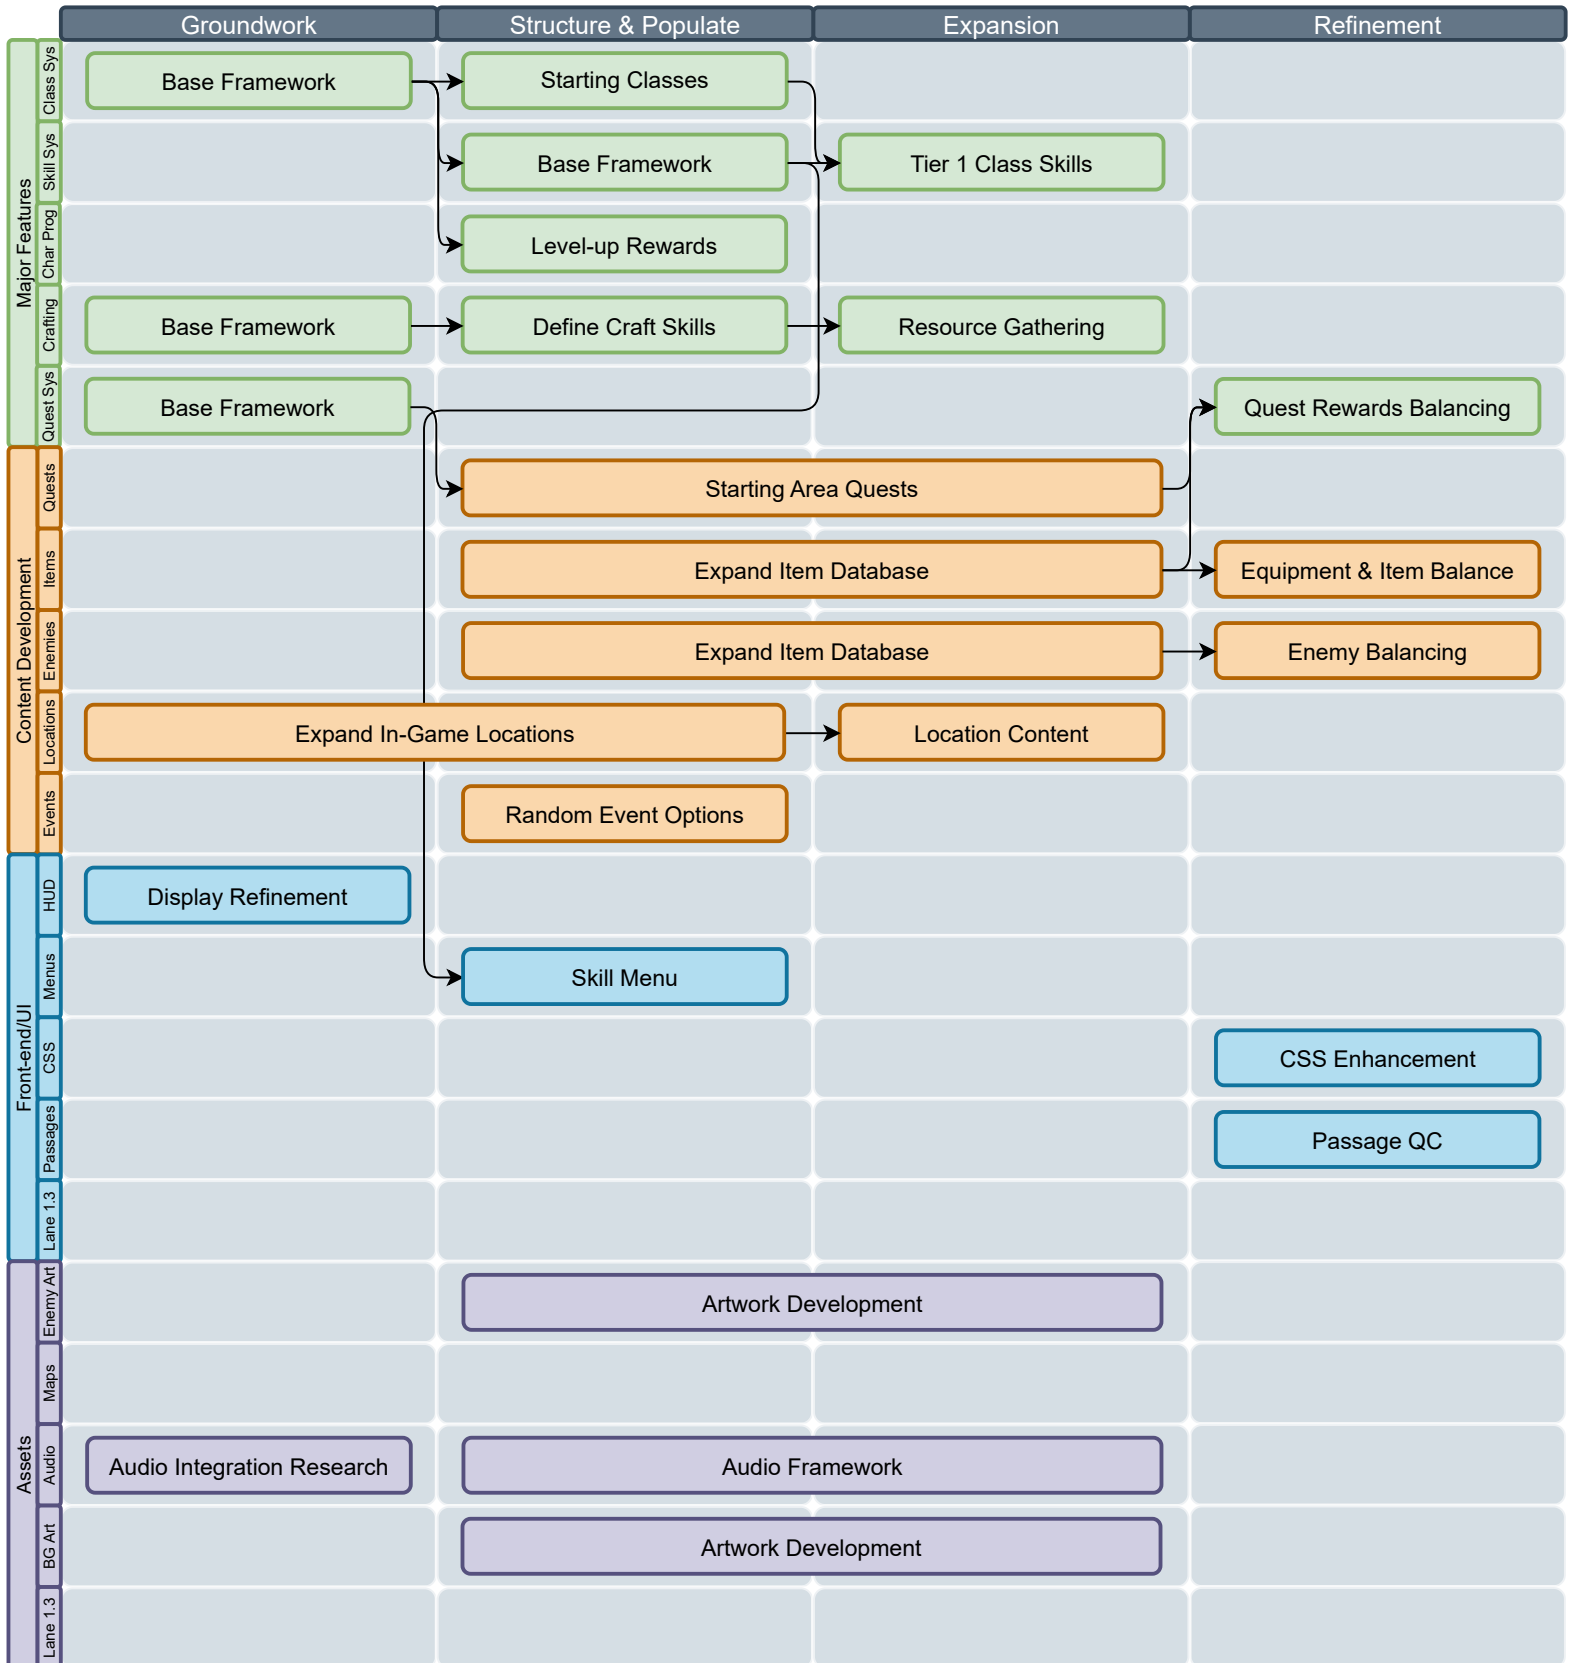 Groundwork
Structure & Populate
Expansion
Refinement
Major Features
Class Sys
Base Framework
Starting Classes
Skill Sys
Base Framework
Tier 1 Class Skills
Char Prog
Level-up Rewards
Crafting
Base Framework
Define Craft Skills
Resource Gathering
Quest Sys
Base Framework
Quest Rewards Balancing
Content Development
Quests
Starting Area Quests
Items
Expand Item Database
Equipment & Item Balance
Enemies
Expand Item Database
Enemy Balancing
Locations
Expand In-Game Locations
Location Content
Events
Random Event Options
Front-end/UI
HUD
Display Refinement
Menus
Skill Menu
CSS
CSS Enhancement
Passages
Passage QC
Lane 1.3
Assets
Enemy Art
Artwork Development
Maps
Audio
Audio Integration Research
Audio Framework
BG Art
Artwork Development
Lane 1.3